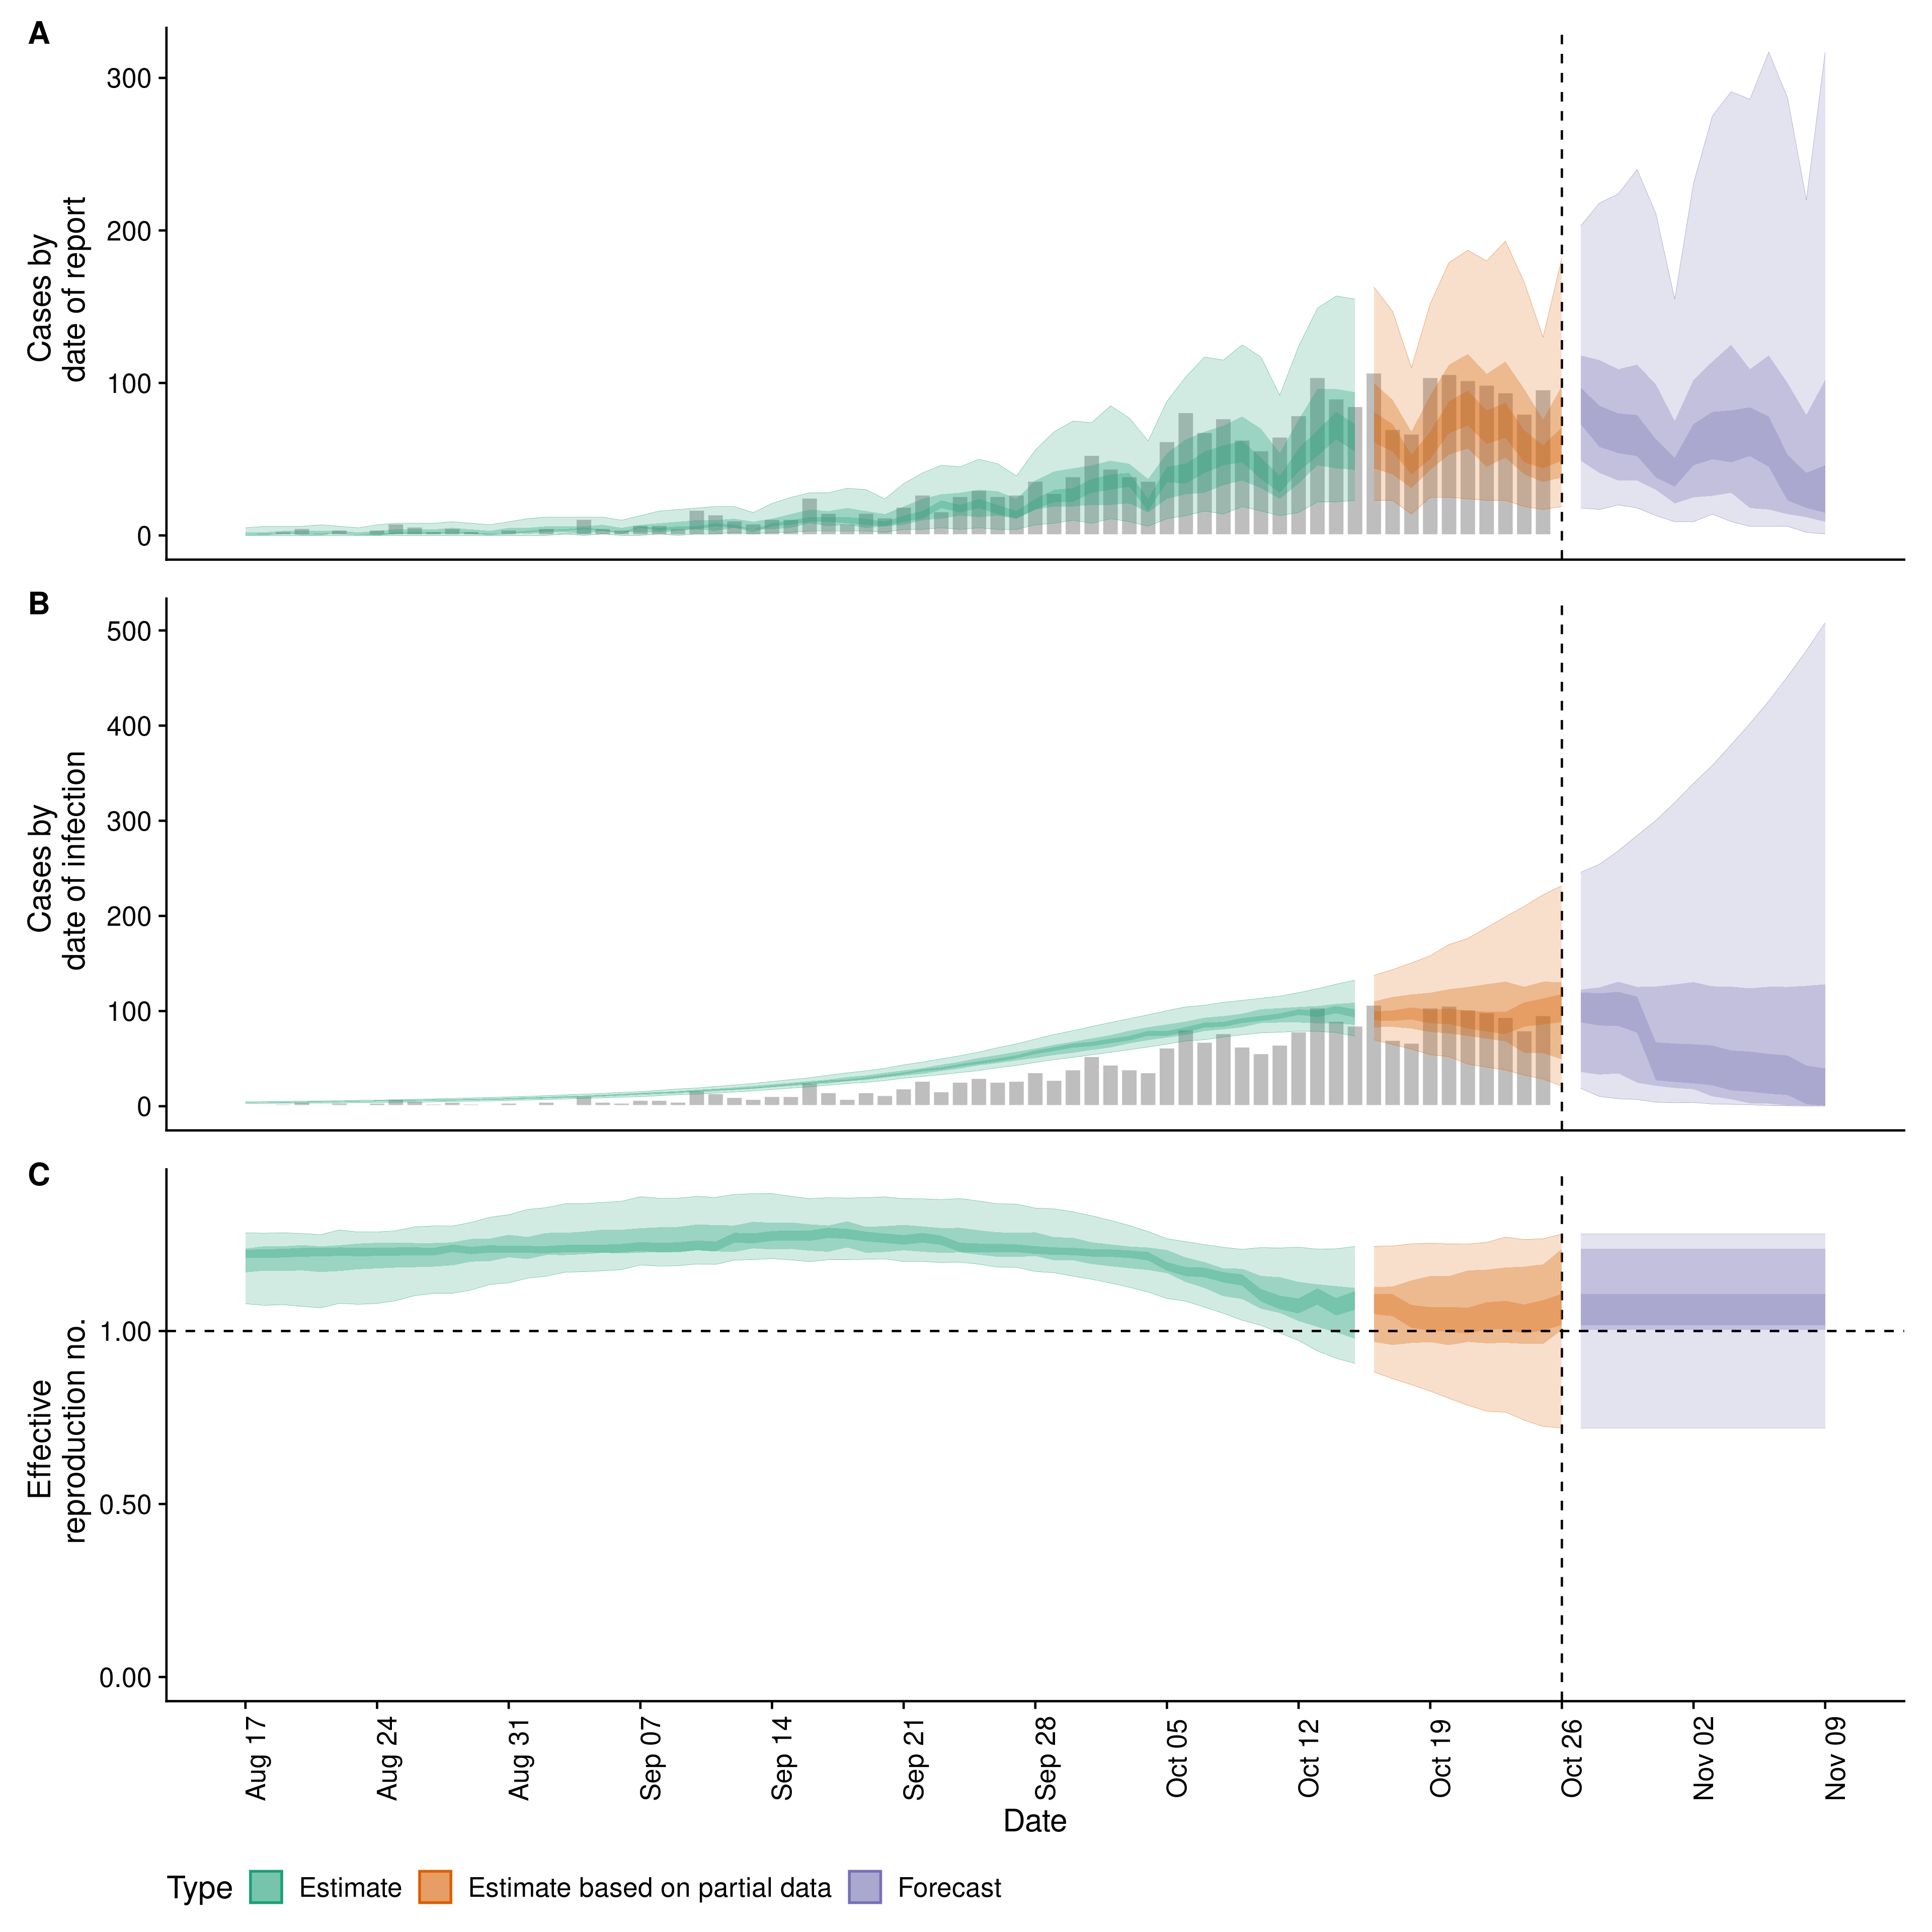 A
Cases by
date of report
300
200
100
0
B
Cases by
date of infection
500
400
300
200
100
0
C
Effective
reproduction no.
1.00
0.50
0.00
Aug 17
Aug 24
Aug 31
Sep 07
Sep 14
Sep 21
Sep 28
Oct 05
Oct 12
Oct 19
Oct 26
Nov 02
Nov 09
Date
Type Estimate Estimate based on partial data Forecast